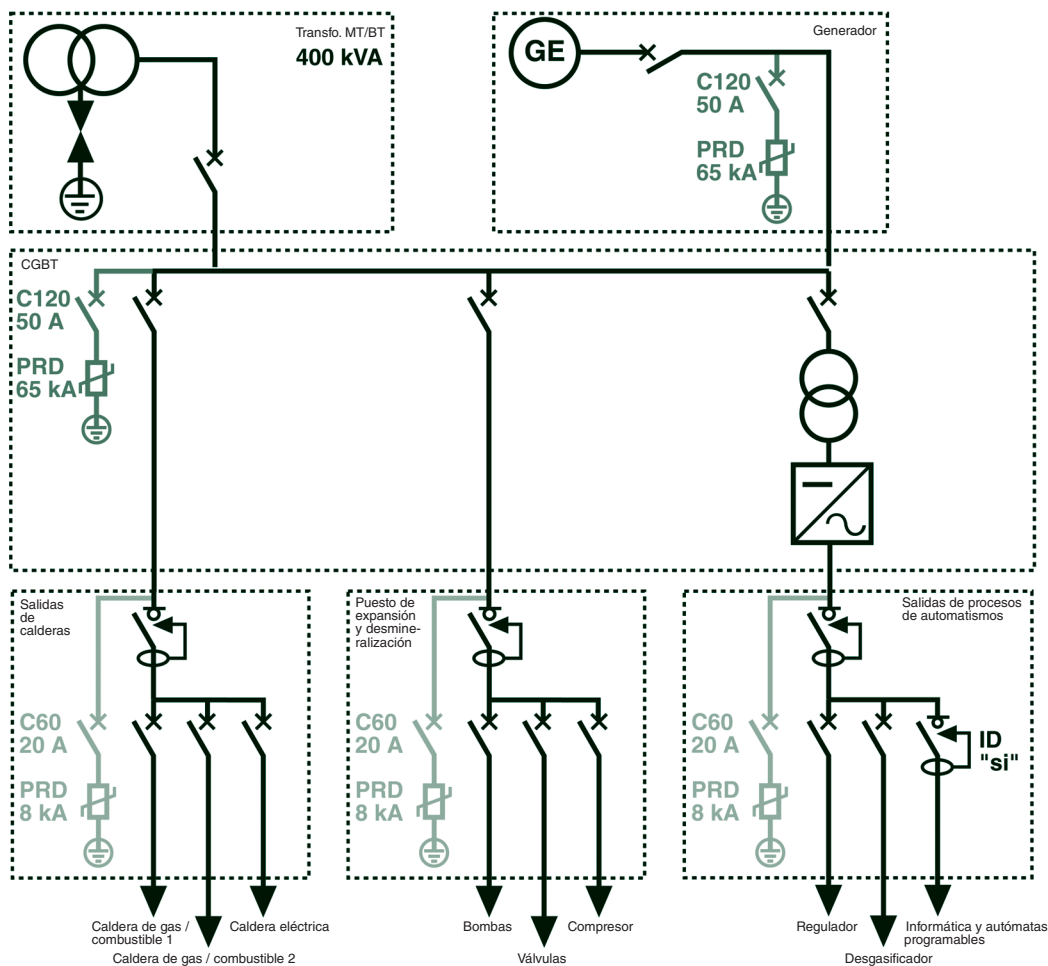 Transfo. MT/BT
400 kVA
GE
Generador
C120
50 A
PRD
65 kA
CGBT
C120
50 A
PRD
65 kA
Salidas
de
calderas
C60
20 A
PRD
8 kA
Caldera de gas /
combustible 1
Caldera eléctrica
Caldera de gas / combustible 2
Puesto de
expansión
y desmine-
ralización
C60
20 A
PRD
8 kA
Bombas
Compresor
Válvulas
Salidas de procesos
de automatismos
C60
20 A
PRD
8 kA
ID
"si"
Regulador
Informática y autómatas
programables
Desgasificador